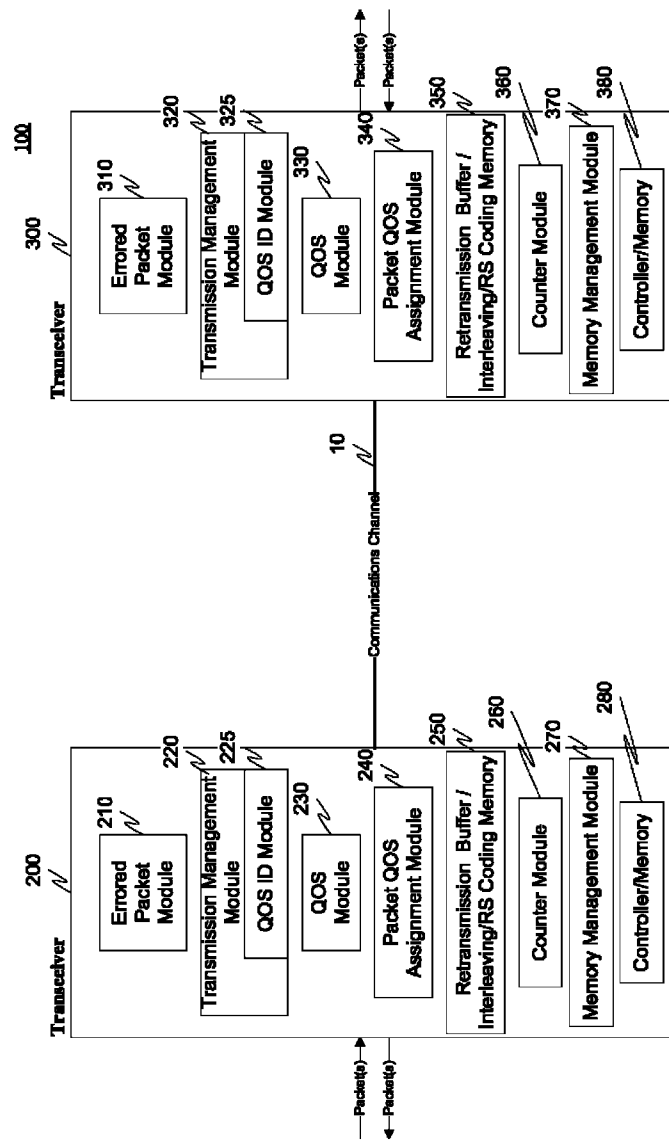 100
200
Transceiver
210
Errored
Packet
Module
220
Transmission Management
Module
225
QOS ID Module
230
QOS
Module
240
Packet QOS
Assignment Module
250
Retransmission Buffer /
Interleaving/RS Coding Memory
260
Counter Module
270
Memory Management Module
280
Controller/Memory
Packet(s)
Packet(s)
10
Communications Channel
300
Transceiver
310
Errored
Packet
Module
320
Transmission Management
Module
325
QOS ID Module
330
QOS
Module
340
Packet QOS
Assignment Module
350
Retransmission Buffer /
Interleaving/RS Coding Memory
360
Counter Module
370
Memory Management Module
380
Controller/Memory
Packet(s)
Packet(s)